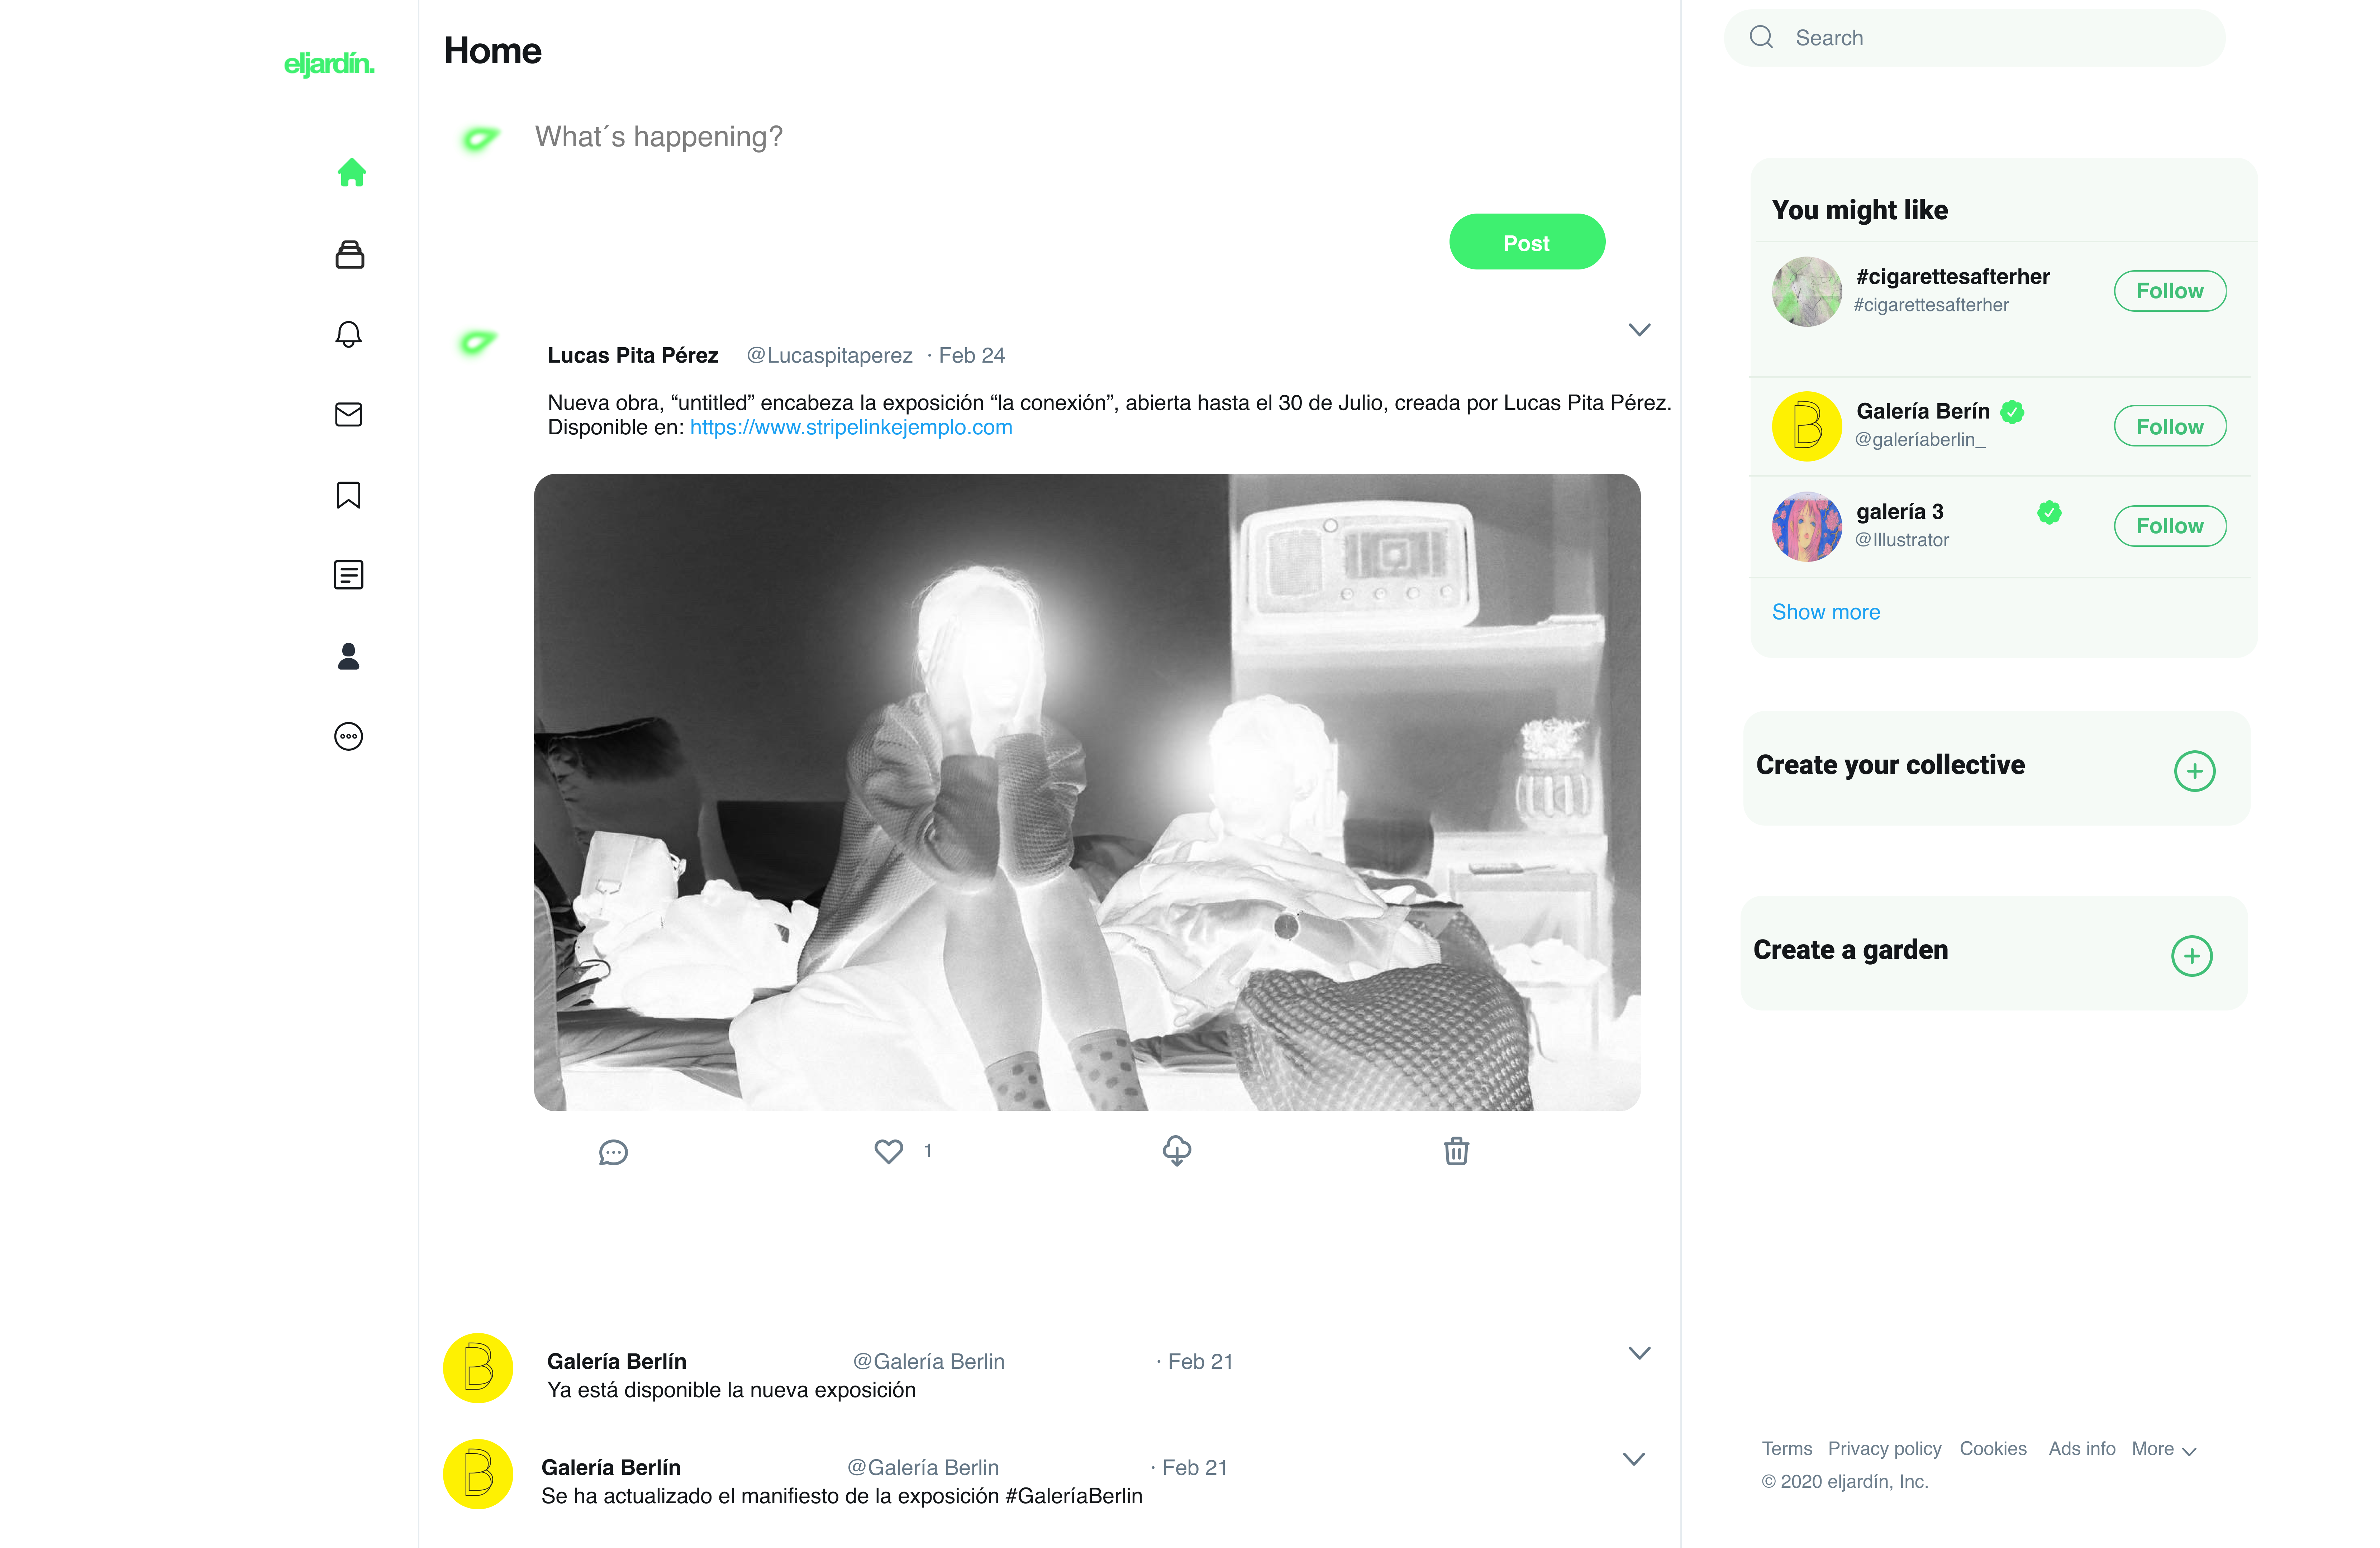 eljardín.
Home
What´s happening?
Post
Lucas Pita Pérez @Lucaspitaperez · Feb 24
Nueva obra, “untitled” encabeza la exposición “la conexión”, abierta hasta el 30 de Julio, creada por Lucas Pita Pérez.
Disponible en: https://www.stripelinkejemplo.com
1
B
Galería Berlín @Galería Berlin · Feb 21
Ya está disponible la nueva exposición
B
Galería Berlín @Galería Berlin · Feb 21
Se ha actualizado el manifiesto de la exposición #GaleríaBerlin
Search
You might like
#cigarettesafterher
#cigarettesafterher
Follow
B
Galería Berín
@galeríaberlin_
Follow
galería 3
@Illustrator
Follow
Show more
Create your collective
Create a garden
Terms Privacy policy Cookies Ads info More
© 2020 eljardín, Inc.